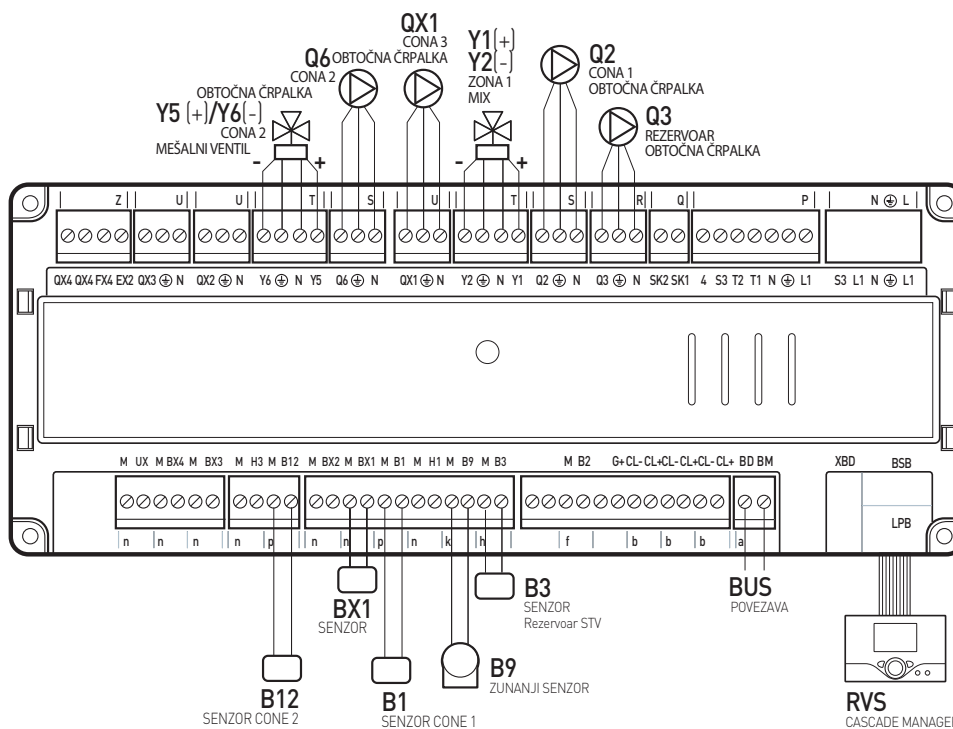 QX1
CONA 3
OBTOČNA ČRPALKA
Q6
CONA 2
OBTOČNA ČRPALKA
Y5 (+)/Y6(-)
CONA 2
MEŠALNI VENTIL
- +
Y1(+)
Y2(-)
ZONA 1
MIX
- +
Q2
CONA 1
OBTOČNA ČRPALKA
Q3
REZERVOAR
OBTOČNA ČRPALKA
Z U U T S U T S R Q P N L
QX4 QX4 FX4 EX2 QX3 N QX2 N Y6 N Y5 Q6 N QX1 N Y2 N Y1 Q2 N Q3 N SK2 SK1 4 S3 T2 T1 N L1 S3 L1 N L1
M UX M BX4 M BX3 M H3 M B12 M BX2 M BX1 M B1 M H1 M B9 M B3 M B2 G+ CL- CL+ CL- CL+ CL- CL+ BD BM XBD BSB
LPB
n n n n p n n p n k h f b b b a
BX1
SENZOR
B3
SENZOR
Rezervoar STV
BUS
POVEZAVA
B12
SENZOR CONE 2
B1
SENZOR CONE 1
B9
ZUNANJI SENZOR
RVS
CASCADE MANAGER